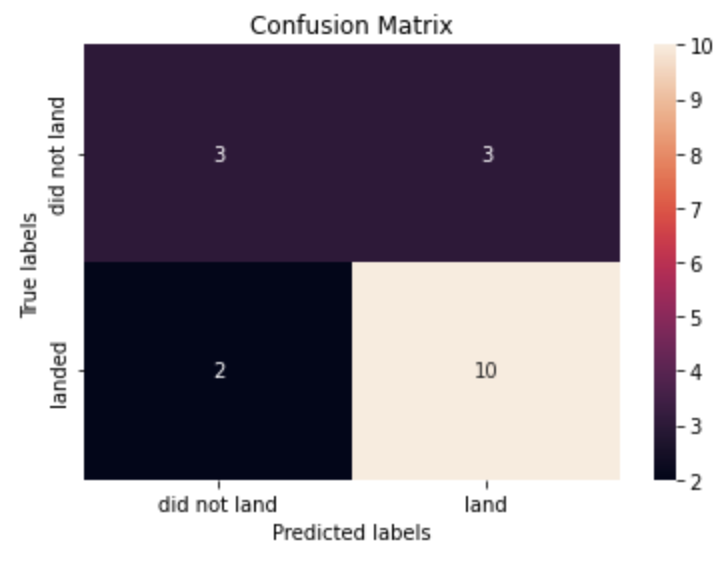 Confusion Matrix
did not land
landed
True labels
3 3
2 10
did not land land
Predicted labels
10
9
8
7
6
5
4
3
2